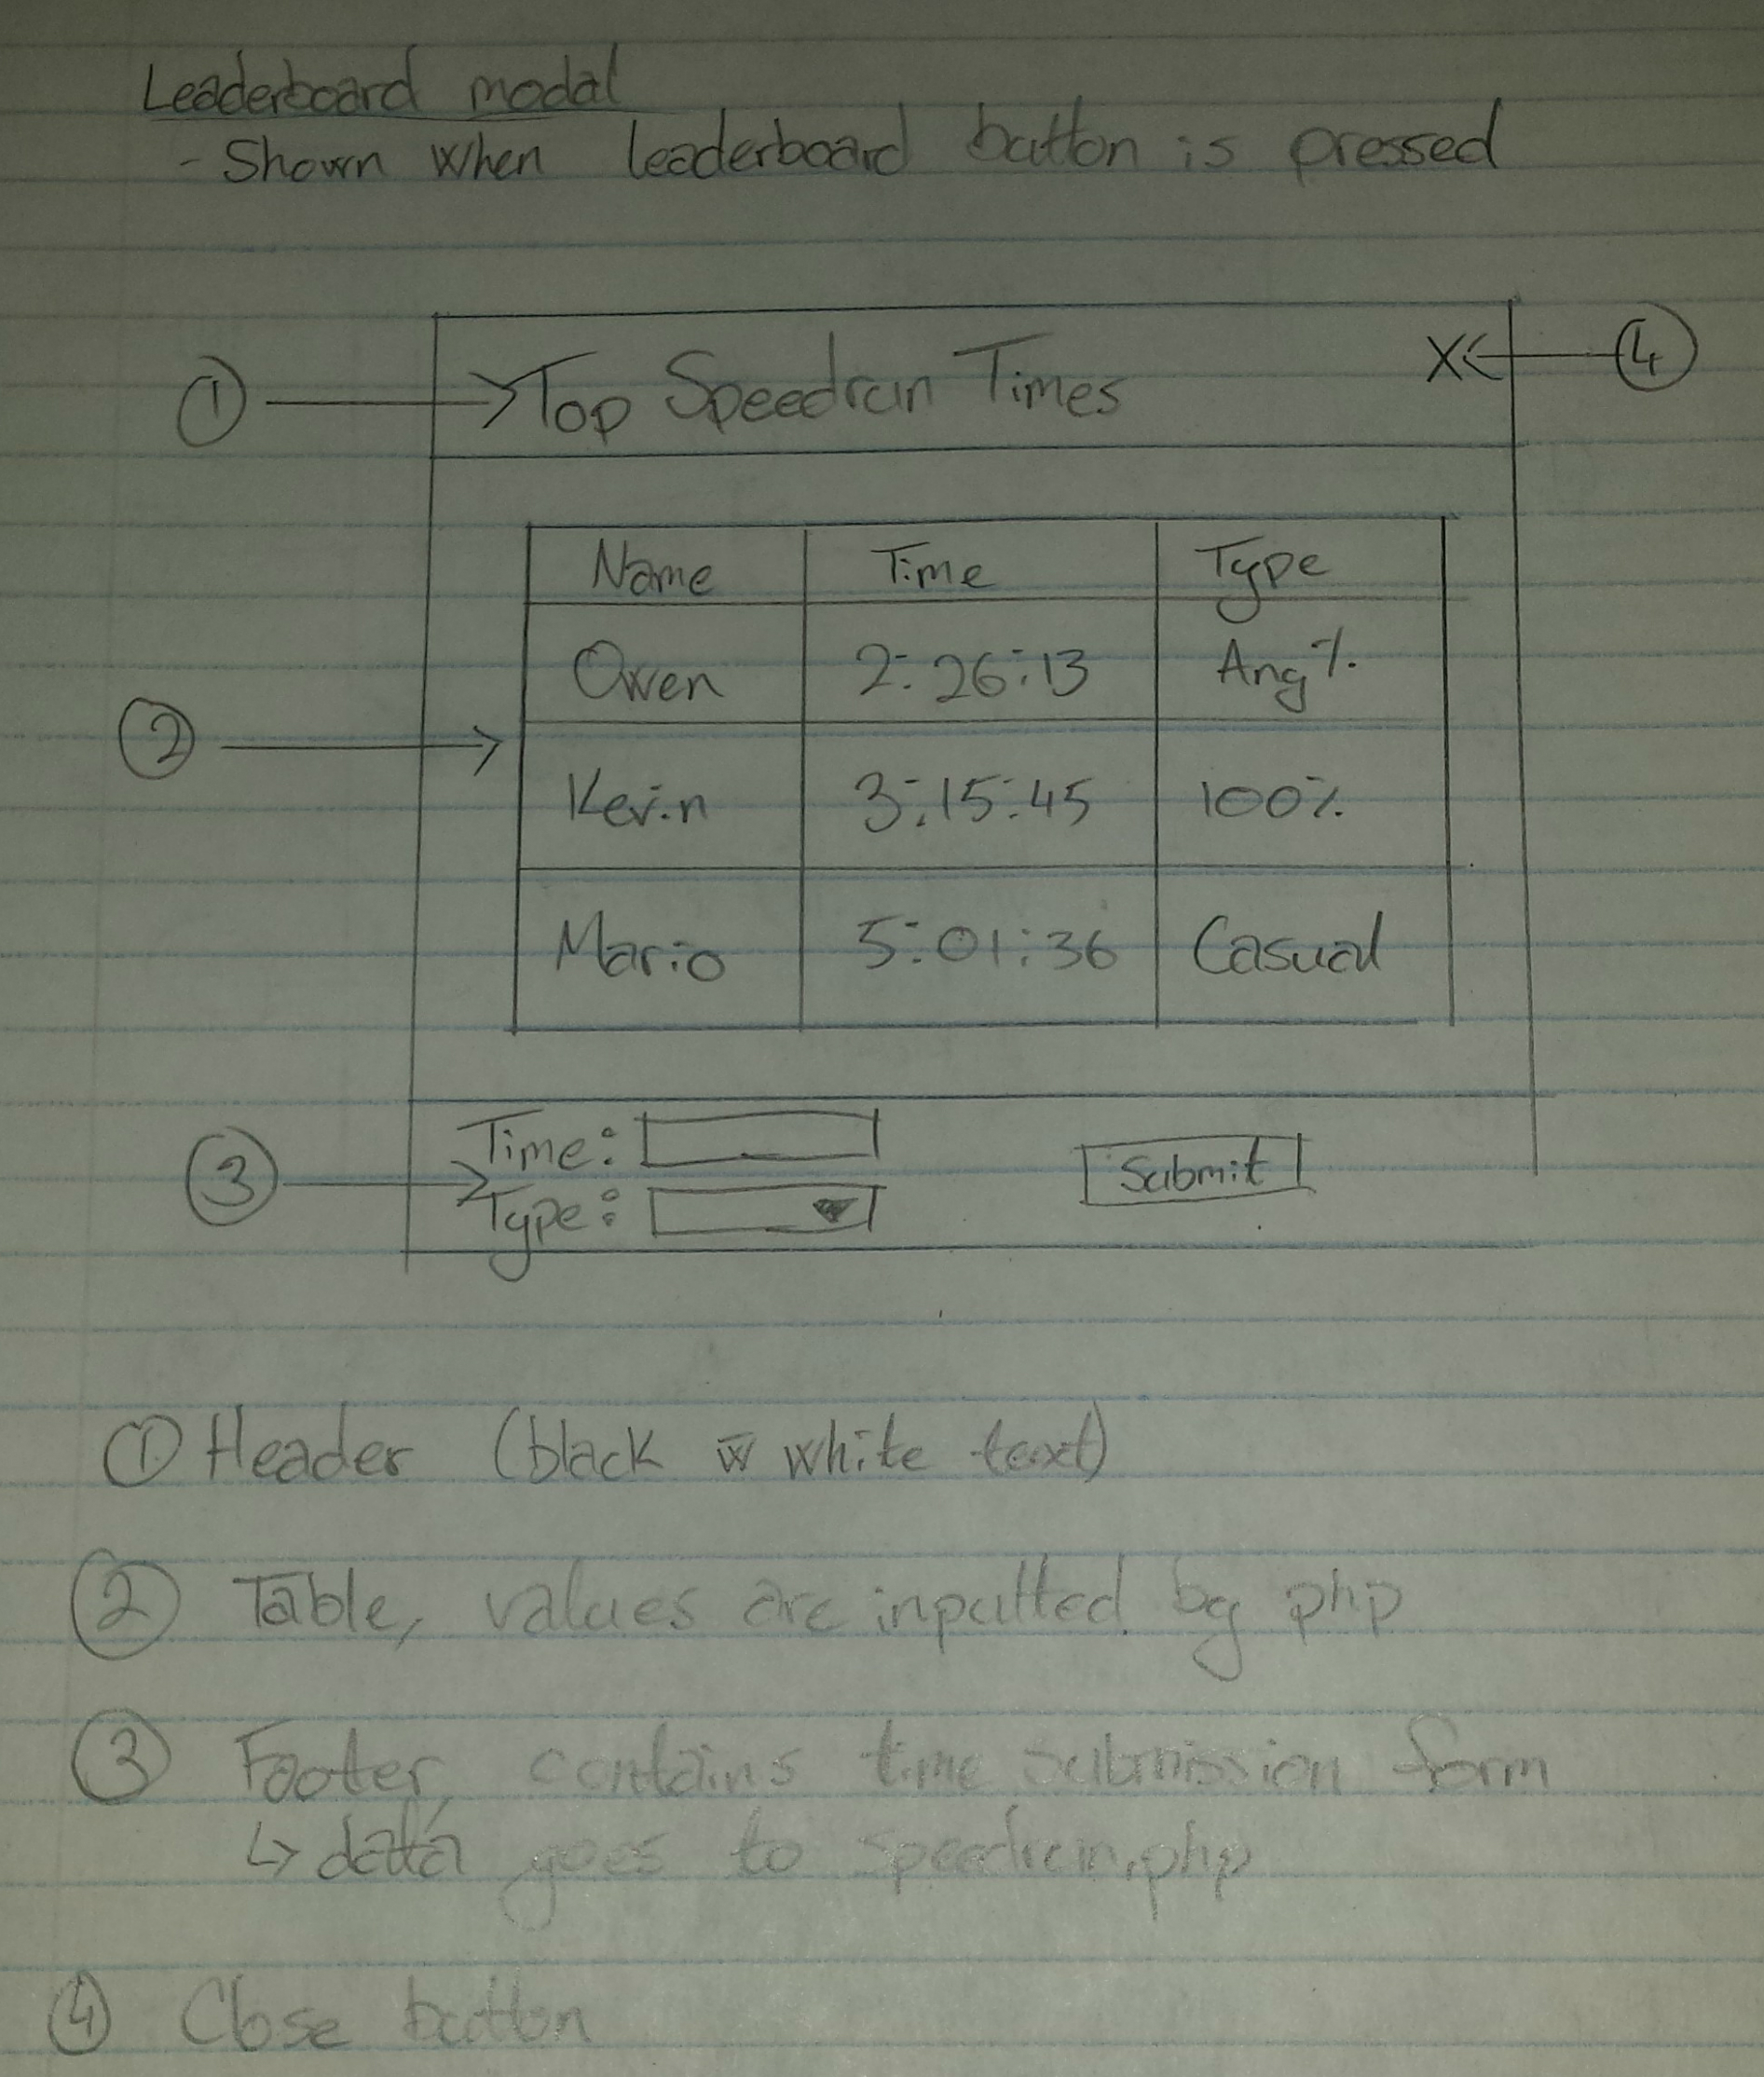 Leaderboard modal
- Shown when leaderboard button is pressed
① Top Speedrun Times X ④
Name Time Type
Owen 2:26:13 Any%
②
Kevin 3:15:45 100%
Mario 5:01:36 Casual
Time:
③ Submit
Type:
① Header (black w̄ white text)
② Table, values are inputted by php
③ Footer, contains time submission form
↳ data goes to speedrun.php
④ Close button